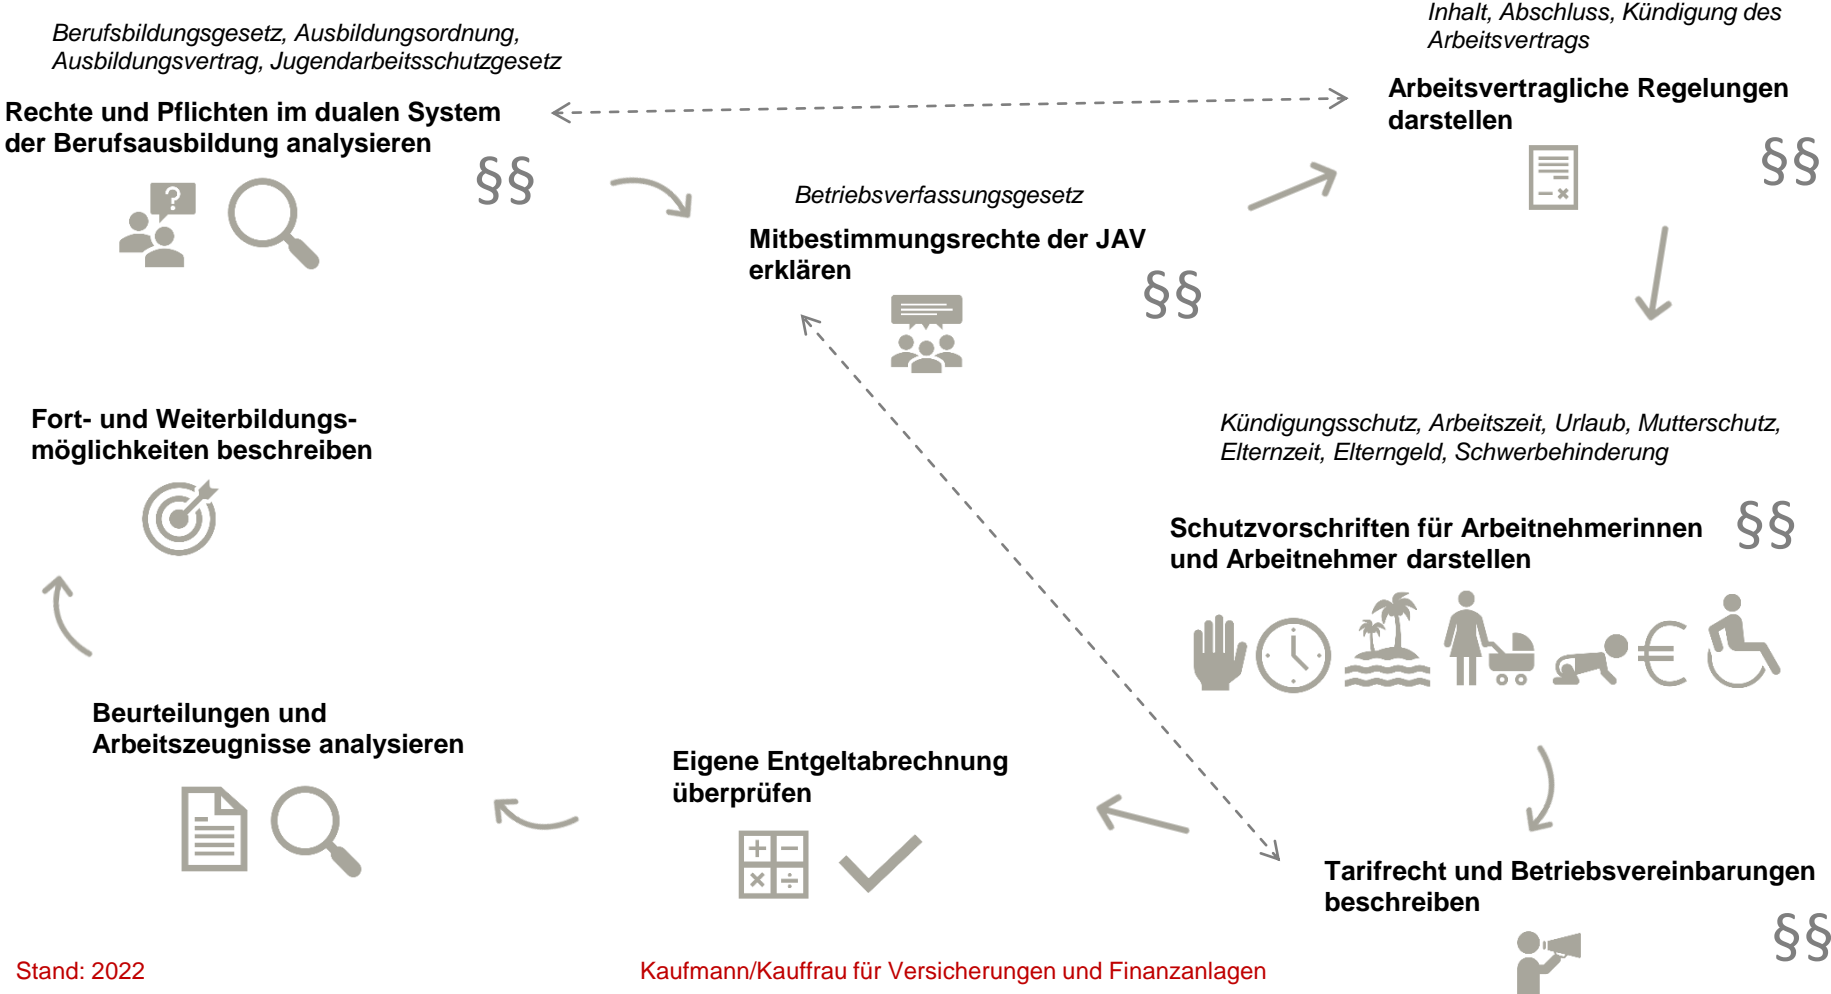 Berufsbildungsgesetz, Ausbildungsordnung,
Ausbildungsvertrag, Jugendarbeitsschutzgesetz
Rechte und Pflichten im dualen System
der Berufsausbildung analysieren
§§
?
Betriebsverfassungsgesetz
Mitbestimmungsrechte der JAV
erklären
§§
Inhalt, Abschluss, Kündigung des
Arbeitsvertrags
Arbeitsvertragliche Regelungen
darstellen
§§
Kündigungsschutz, Arbeitszeit, Urlaub, Mutterschutz,
Elternzeit, Elterngeld, Schwerbehinderung
Schutzvorschriften für Arbeitnehmerinnen
und Arbeitnehmer darstellen
§§
€
Tarifrecht und Betriebsvereinbarungen
beschreiben
§§
Eigene Entgeltabrechnung
überprüfen
+ −
× ÷
Beurteilungen und
Arbeitszeugnisse analysieren
Fort- und Weiterbildungs-
möglichkeiten beschreiben
Stand: 2022
Kaufmann/Kauffrau für Versicherungen und Finanzanlagen